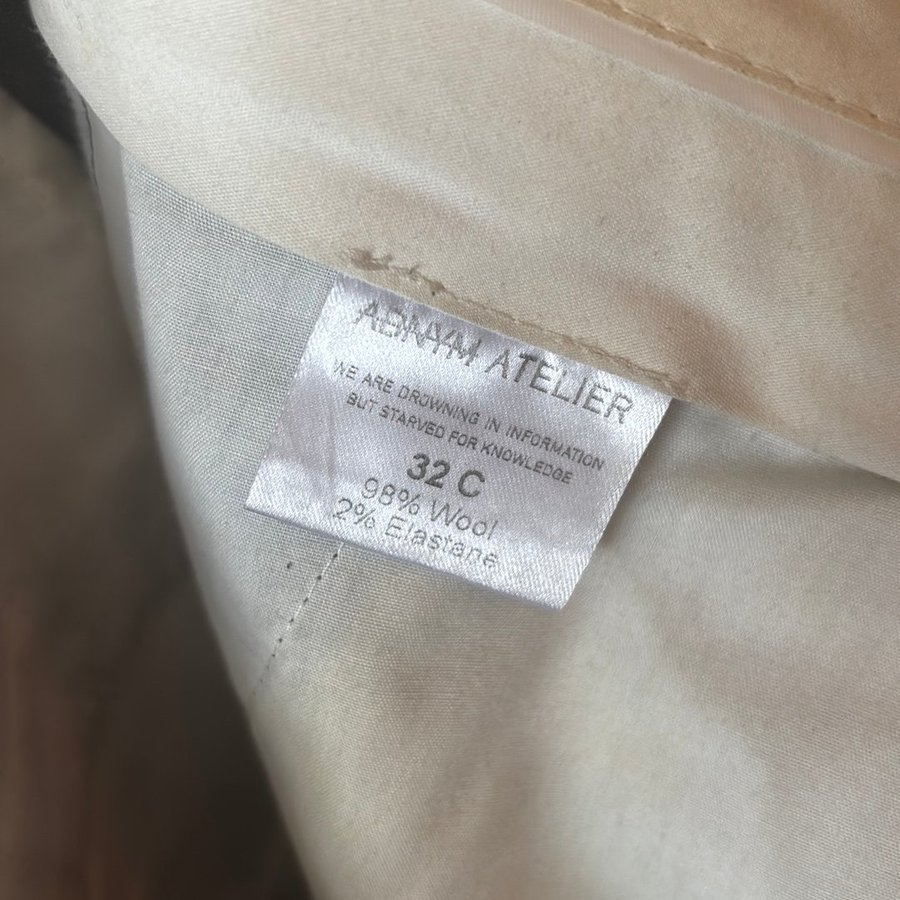 ABNYM ATELIER
WE ARE DROWNING IN INFORMATION
BUT STARVED FOR KNOWLEDGE
32 C
98% Wool
2% Elastane